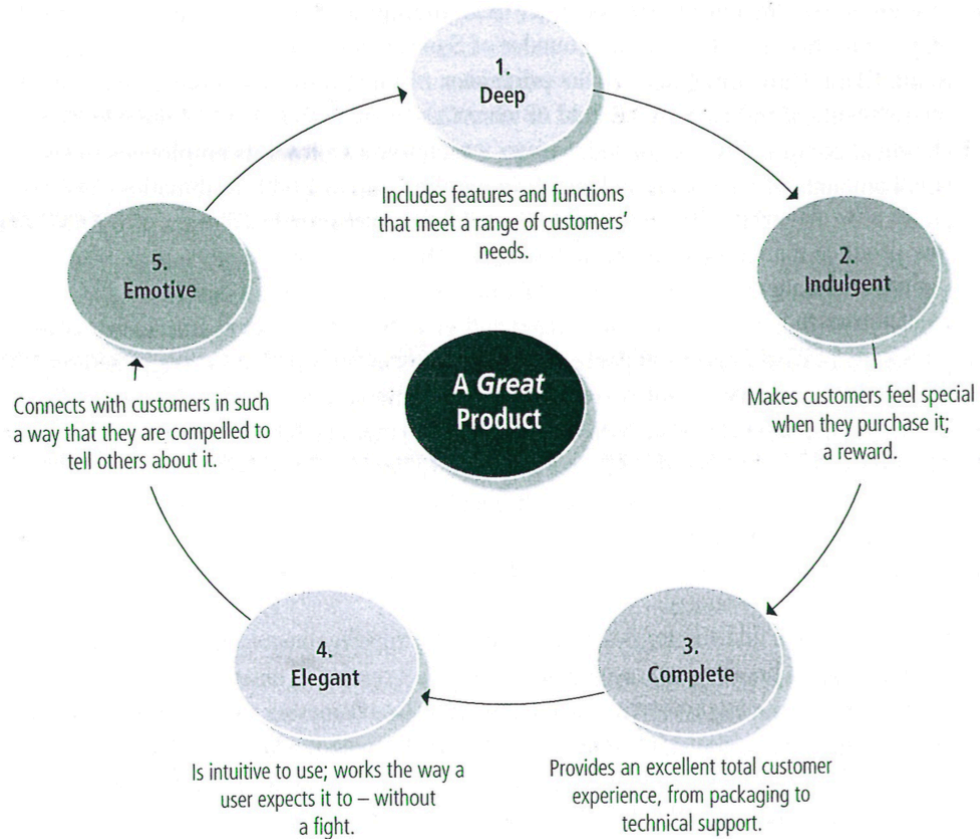 1.
Deep
Includes features and functions
that meet a range of customers'
needs.
2.
Indulgent
Makes customers feel special
when they purchase it;
a reward.
3.
Complete
Provides an excellent total customer
experience, from packaging to
technical support.
4.
Elegant
Is intuitive to use; works the way a
user expects it to – without
a fight.
5.
Emotive
Connects with customers in such
a way that they are compelled to
tell others about it.
A Great
Product